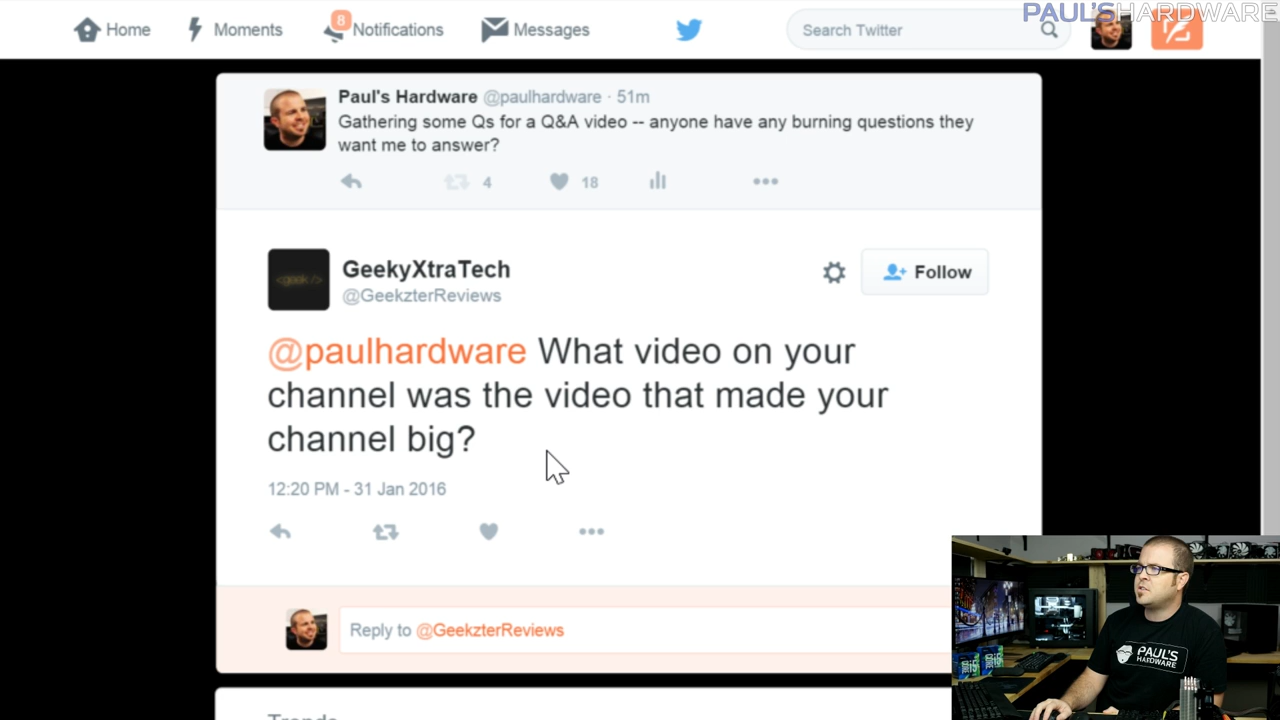 Home
Moments
8
Notifications
Messages
Search Twitter
PAUL'SHARDWARE
Paul's Hardware @paulhardware · 51m
Gathering some Qs for a Q&A video -- anyone have any burning questions they
want me to answer?
4
18
<geek/>
GeekyXtraTech
@GeekzterReviews
Follow
@paulhardware What video on your
channel was the video that made your
channel big?
12:20 PM - 31 Jan 2016
Reply to @GeekzterReviews
PAUL'S
HARDWARE
Trends